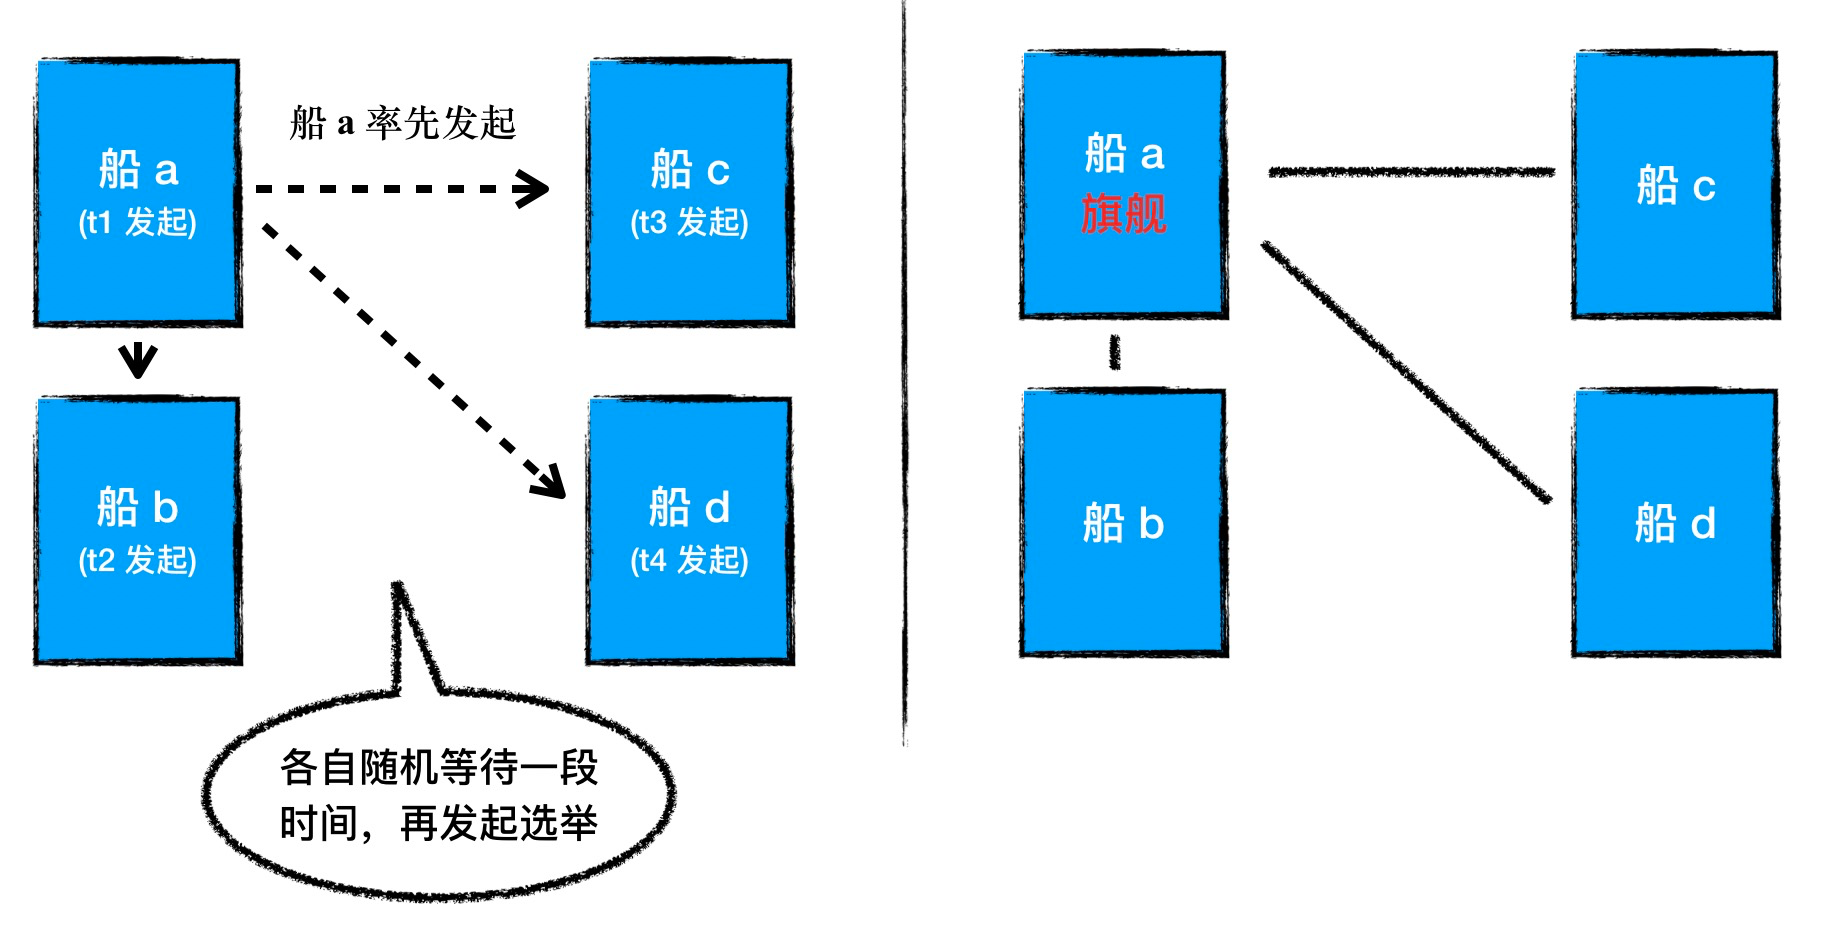 船 a 率先发起
船 a
(t1 发起)
船 c
(t3 发起)
船 b
(t2 发起)
船 d
(t4 发起)
各自随机等待一段
时间，再发起选举
船 a
旗舰
船 c
船 b
船 d